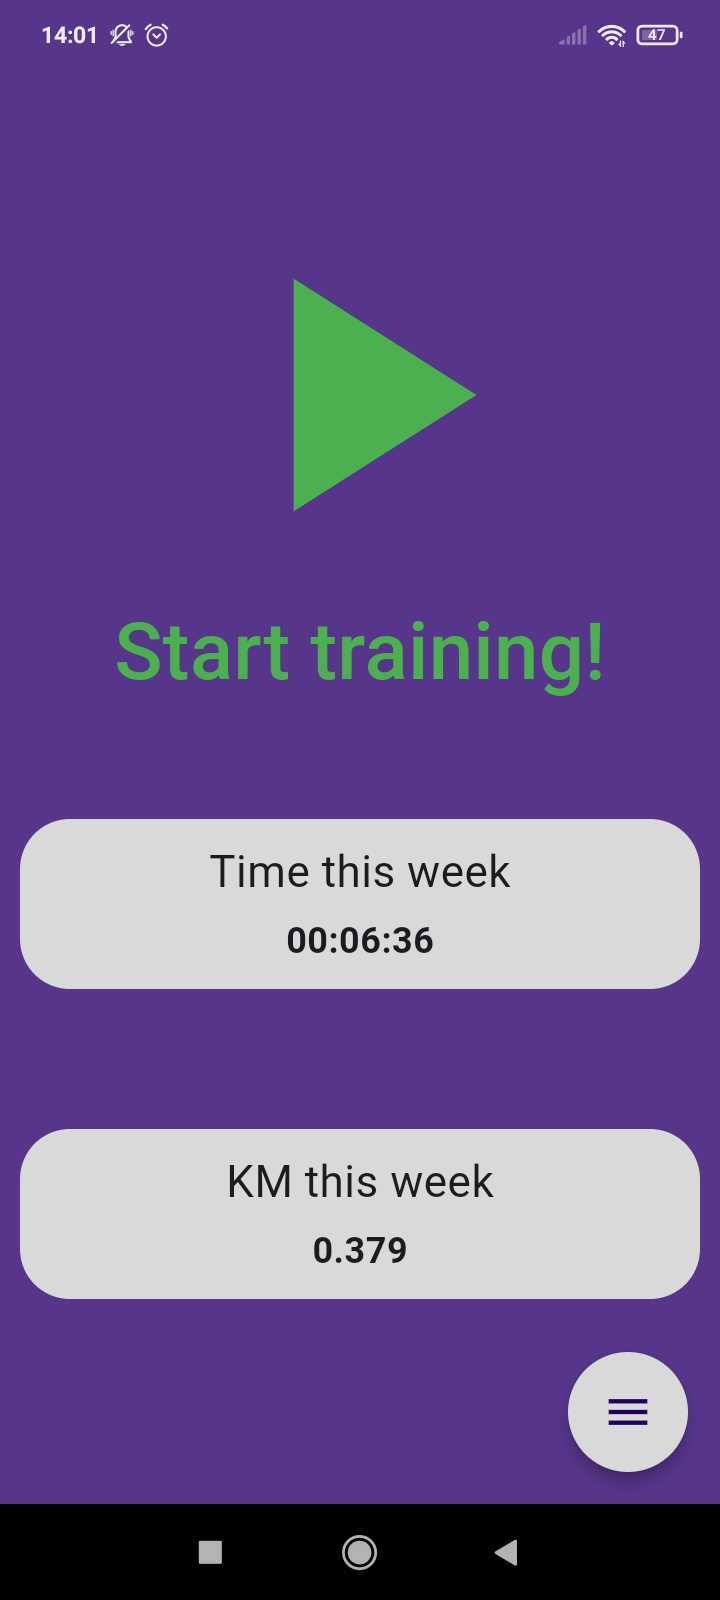 14:01
47
Start training!
Time this week
00:06:36
KM this week
0.379